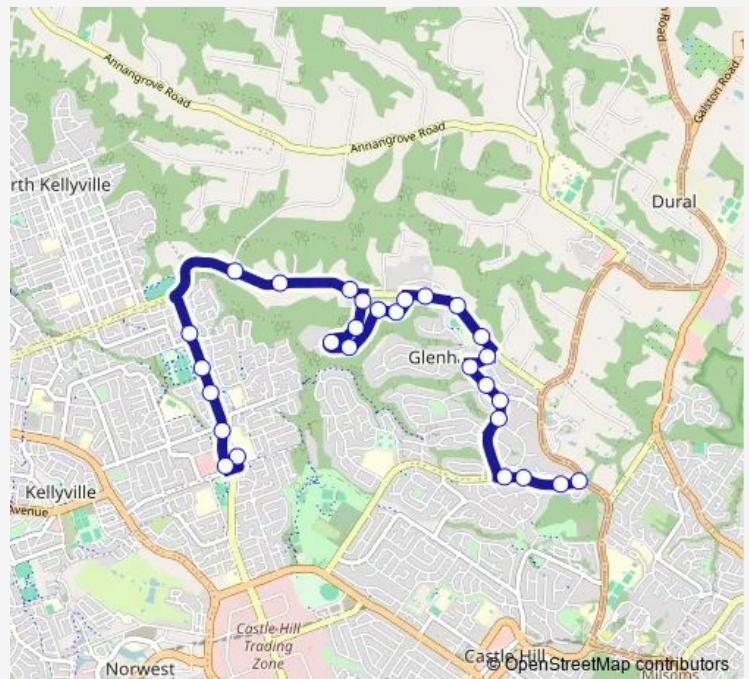 Annangrove Road
Annangrove Road
Galston Road
Road
rth Kellyville
Dural
Glenh
Kellyville
Avenue
Castle Hill
Trading
Zone
Norwest
Castle Hill
© OpenStreetMap contributors